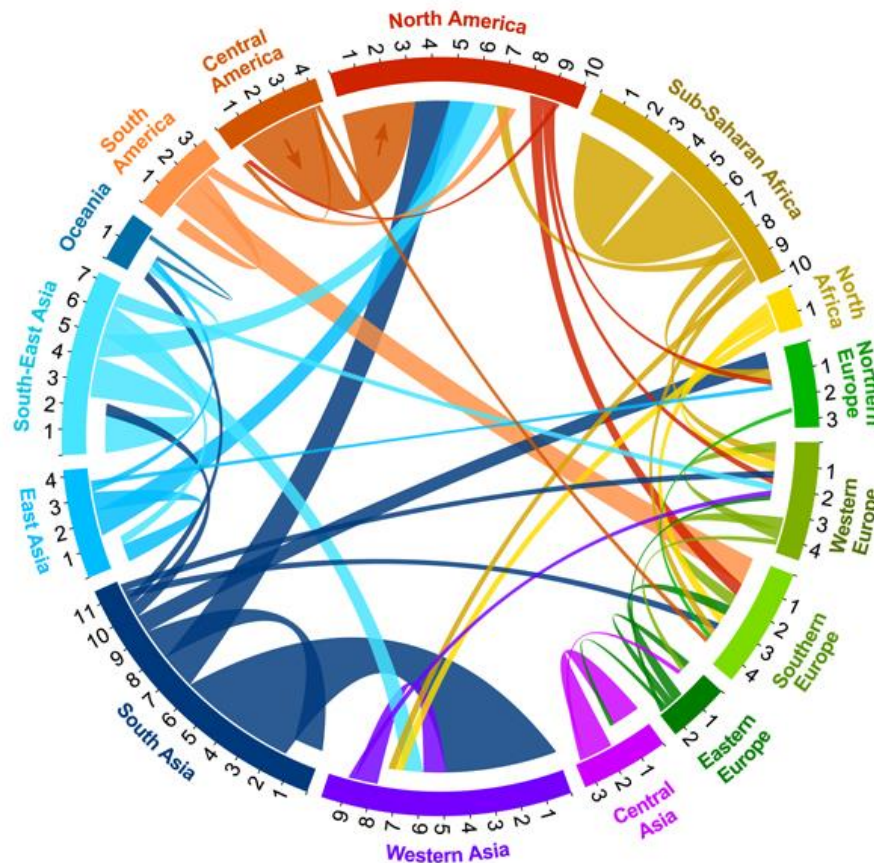 North America
1 2 3 4 5 6 7 8 9 10
Sub-Saharan Africa
1 2 3 4 5 6 7 8 9 10
North
Africa
1
Northern
Europe
1 2 3
Western
Europe
1 2 3 4
Southern
Europe
1 2 3 4
Eastern
Europe
1 2
Central
Asia
1 2 3
Western Asia
1 2 3 4 5 6 7 8 9
South Asia
1 2 3 4 5 6 7 8 9 10 11
East Asia
1 2 3 4
South-East Asia
1 2 3 4 5 6 7
Oceania
1
South
America
1 3
Central
America
1 2 3 4